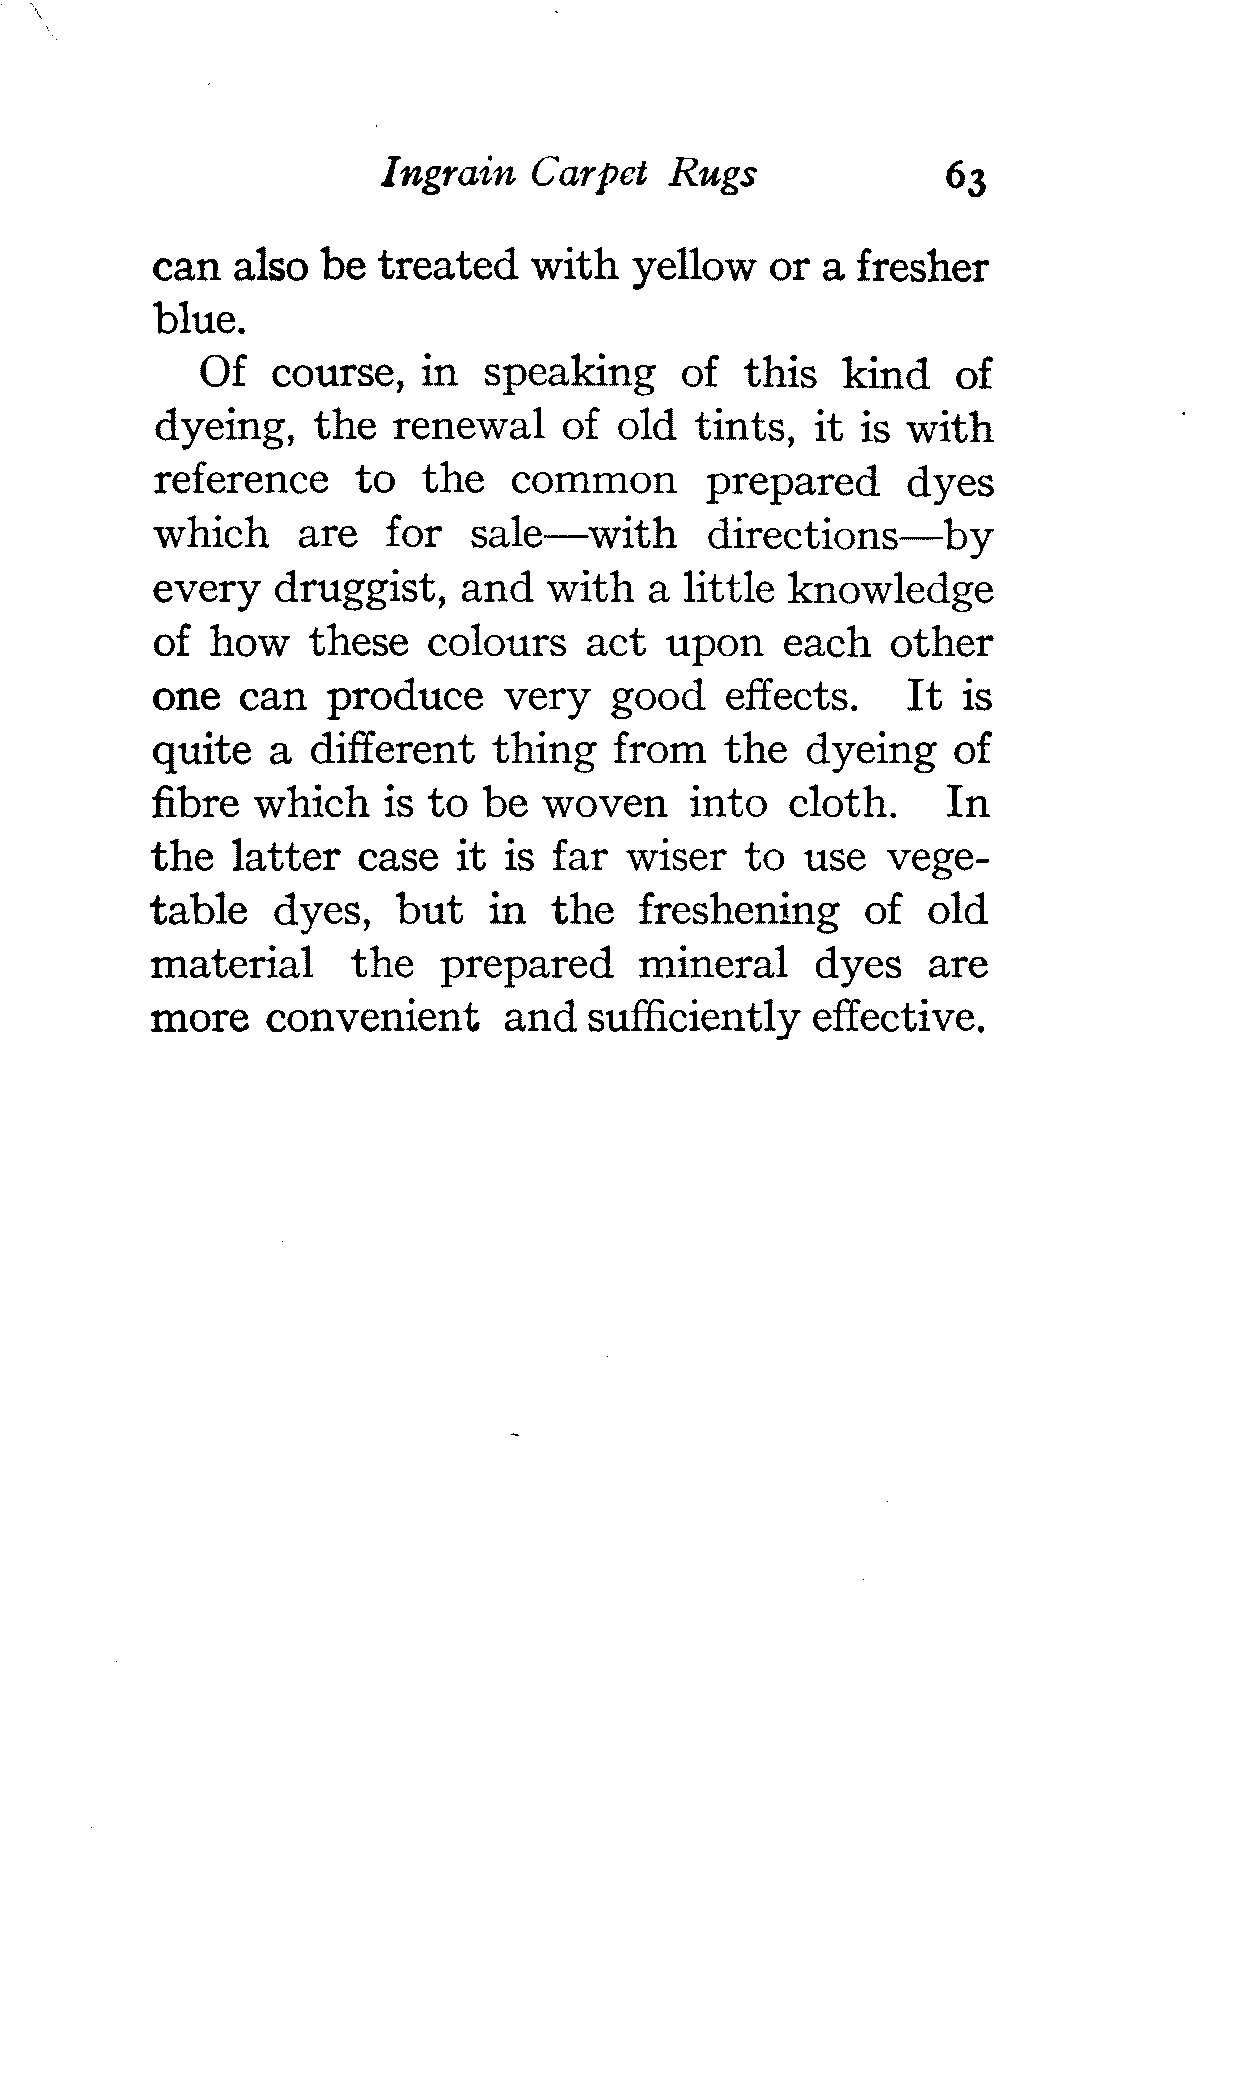 Ingrain Carpet Rugs 63
can also be treated with yellow or a fresher
blue.
Of course, in speaking of this kind of
dyeing, the renewal of old tints, it is with
reference to the common prepared dyes
which are for sale—with directions—by
every druggist, and with a little knowledge
of how these colours act upon each other
one can produce very good effects. It is
quite a different thing from the dyeing of
fibre which is to be woven into cloth. In
the latter case it is far wiser to use vege-
table dyes, but in the freshening of old
material the prepared mineral dyes are
more convenient and sufficiently effective.